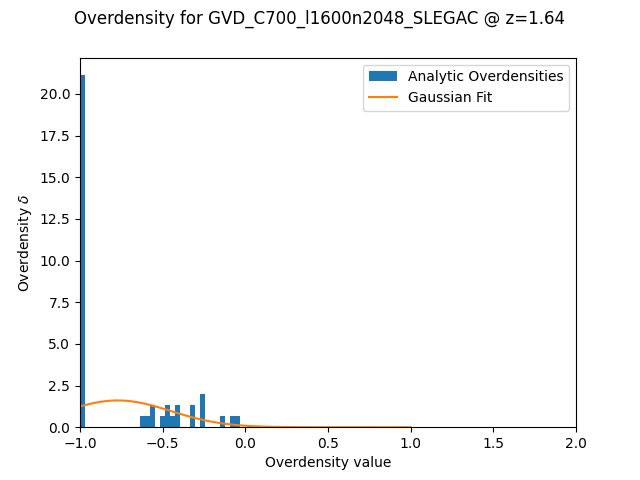 Overdensity for GVD_C700_l1600n2048_SLEGAC @ z=1.64
Analytic Overdensities
Gaussian Fit
Overdensity δ
20.0
17.5
15.0
12.5
10.0
7.5
5.0
2.5
0.0
−1.0 −0.5 0.0 0.5 1.0 1.5 2.0
Overdensity value